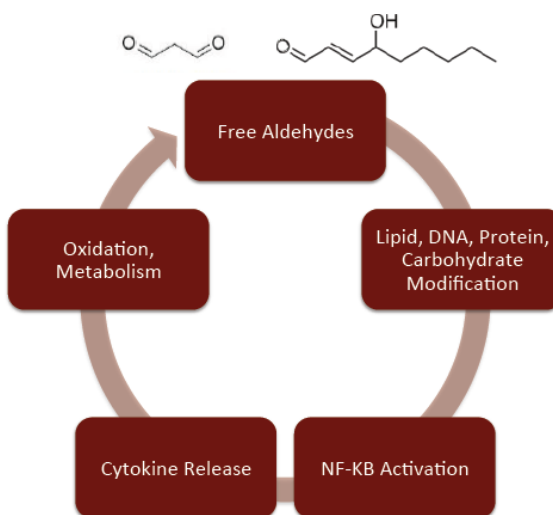 O
O
OH
O
Free Aldehydes
Lipid, DNA, Protein,
Carbohydrate
Modification
NF-KB Activation
Cytokine Release
Oxidation,
Metabolism